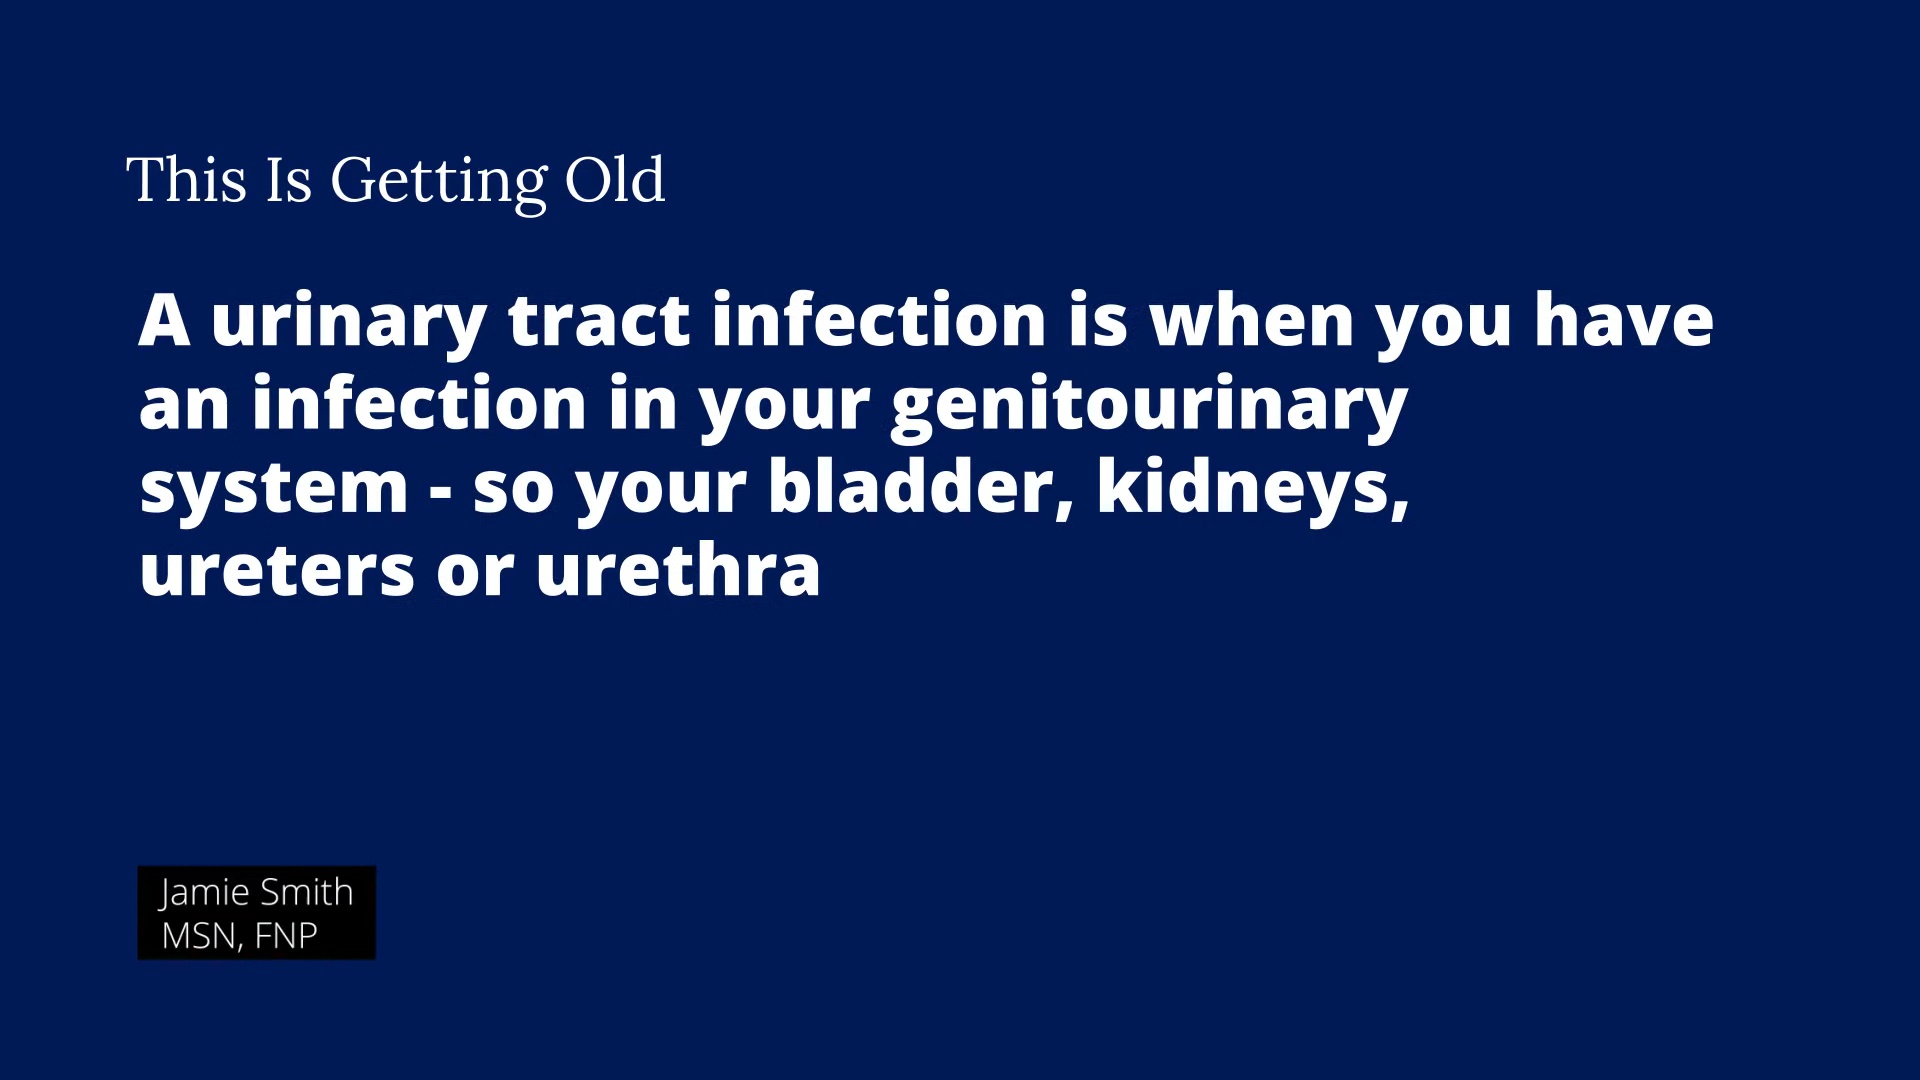 This Is Getting Old
A urinary tract infection is when you have
an infection in your genitourinary
system - so your bladder, kidneys,
ureters or urethra
Jamie Smith
MSN, FNP